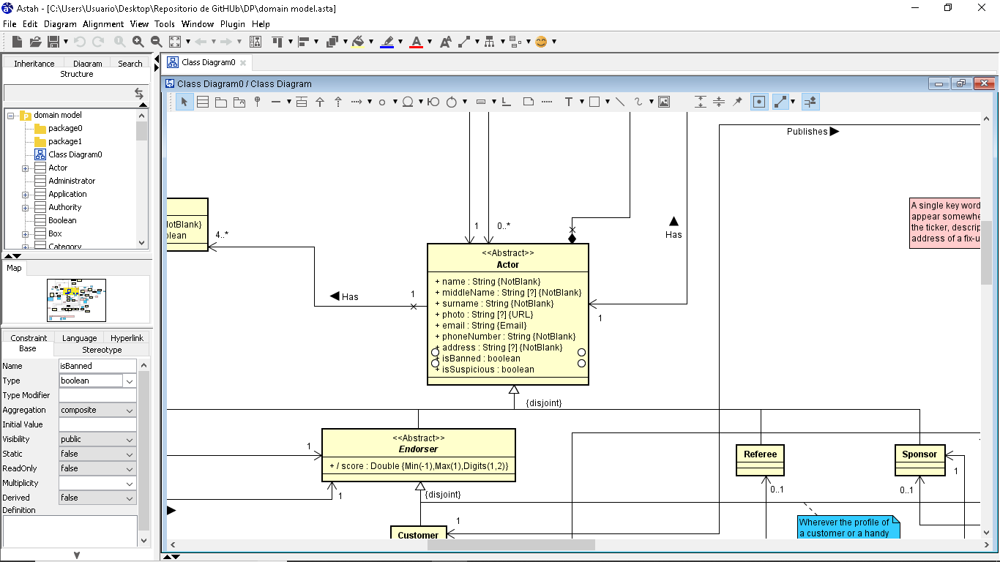 Astah - [C:\Users\Usuario\Desktop\Repositorio de GitHUb\DP\domain model.asta]
File Edit Diagram Alignment View Tools Window Plugin Help
Inheritance Diagram Search
Structure
domain model
package0
package1
Class Diagram0
Actor
Administrator
Application
Authority
Boolean
Box
Category
Map
Constraint Language Hyperlink
Base Stereotype
Name isBanned
Type boolean
Type Modifier
Aggregation composite
Initial Value
Visibility public
Static false
ReadOnly false
Multiplicity
Derived false
Definition
Class Diagram0
Class Diagram0 / Class Diagram
Publishes
A single key word
appear somewhe
the ticker, descrip
address of a fix-u
lotBlank}
lean
4..*
Has
1
1
0..*
Has
1
<<Abstract>>
Actor
+ name : String {NotBlank}
+ middleName : String [?] {NotBlank}
+ surname : String {NotBlank}
+ photo : String [?] {URL}
+ email : String {Email}
+ phoneNumber : String {NotBlank}
+ address : String [?] {NotBlank}
+ isBanned : boolean
+ isSuspicious : boolean
{disjoint}
1
<<Abstract>>
Endorser
+ / score : Double {Min(-1),Max(1),Digits(1,2)}
1
{disjoint}
Referee
0..1
Sponsor
1
0..1
1
Customer
Wherever the profile of
a customer or a handy